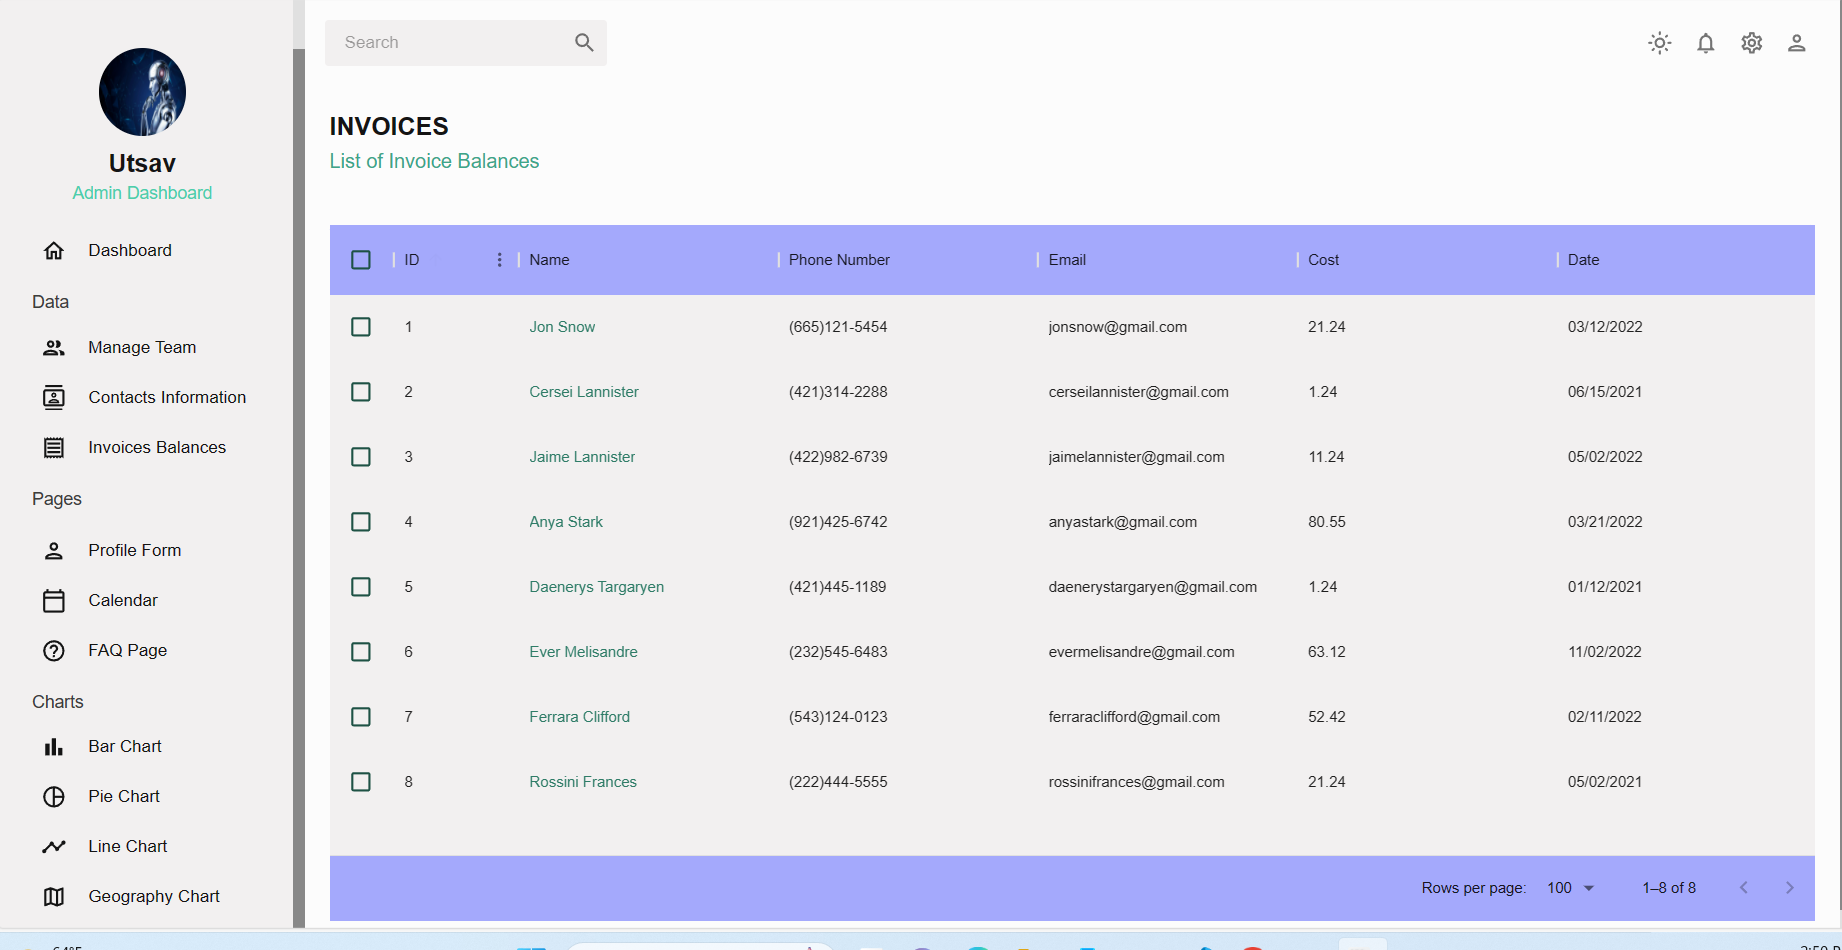 Utsav
Admin Dashboard
Dashboard
Data
Manage Team
Contacts Information
Invoices Balances
Pages
Profile Form
Calendar
FAQ Page
Charts
Bar Chart
Pie Chart
Line Chart
Geography Chart
Search
INVOICES
List of Invoice Balances
ID Name Phone Number Email Cost Date
1 Jon Snow (665)121-5454 jonsnow@gmail.com 21.24 03/12/2022
2 Cersei Lannister (421)314-2288 cerseilannister@gmail.com 1.24 06/15/2021
3 Jaime Lannister (422)982-6739 jaimelannister@gmail.com 11.24 05/02/2022
4 Anya Stark (921)425-6742 anyastark@gmail.com 80.55 03/21/2022
5 Daenerys Targaryen (421)445-1189 daenerystargaryen@gmail.com 1.24 01/12/2021
6 Ever Melisandre (232)545-6483 evermelisandre@gmail.com 63.12 11/02/2022
7 Ferrara Clifford (543)124-0123 ferraraclifford@gmail.com 52.42 02/11/2022
8 Rossini Frances (222)444-5555 rossinifrances@gmail.com 21.24 05/02/2021
Rows per page: 100 1–8 of 8